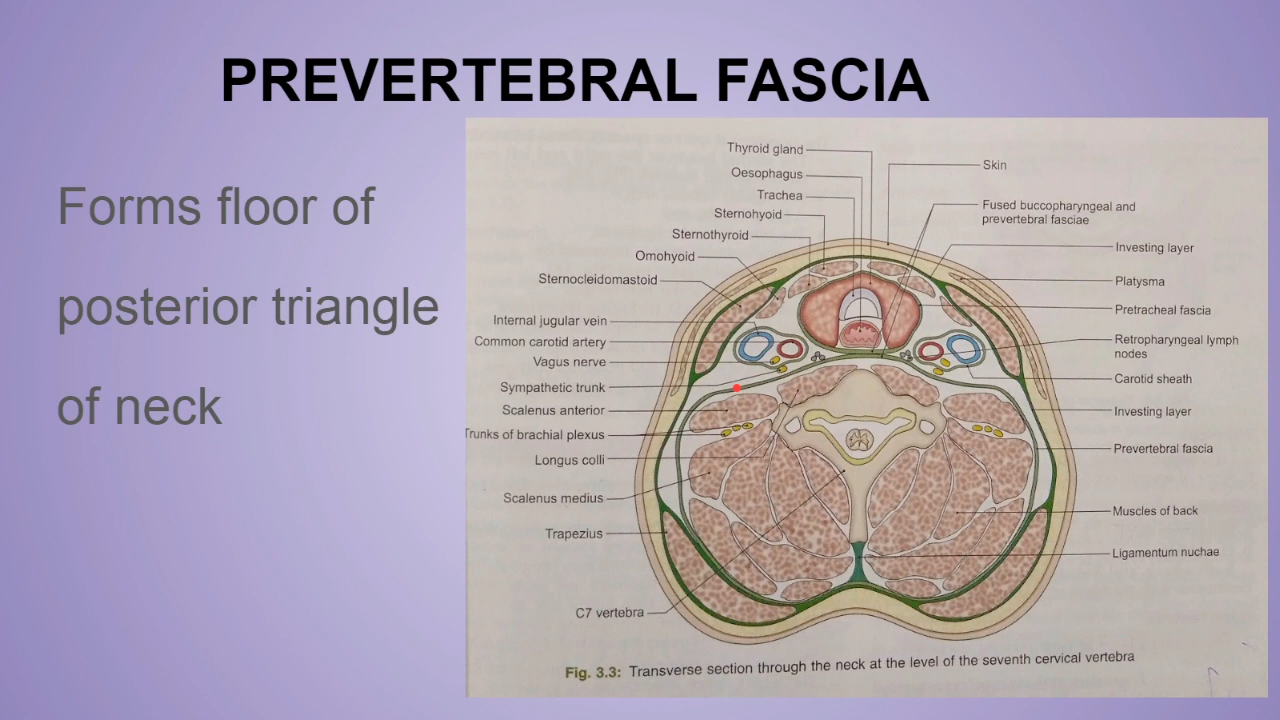 PREVERTEBRAL FASCIA
Forms floor of
posterior triangle
of neck
Thyroid gland
Oesophagus
Trachea
Sternohyoid
Sternothyroid
Omohyoid
Sternocleidomastoid
Internal jugular vein
Common carotid artery
Vagus nerve
Sympathetic trunk
Scalenus anterior
Trunks of brachial plexus
Longus colli
Scalenus medius
Trapezius
C7 vertebra
Skin
Fused buccopharyngeal and
prevertebral fasciae
Investing layer
Platysma
Pretracheal fascia
Retropharyngeal lymph
nodes
Carotid sheath
Investing layer
Prevertebral fascia
Muscles of back
Ligamentum nuchae
Fig. 3.3: Transverse section through the neck at the level of the seventh cervical vertebra